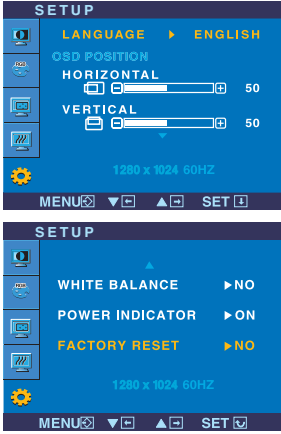 SETUP
LANGUAGE ENGLISH
OSD POSITION
HORIZONTAL
50
VERTICAL
50
1280 x 1024 60HZ
MENU SET
SETUP
WHITE BALANCE NO
POWER INDICATOR ON
FACTORY RESET NO
1280 x 1024 60HZ
MENU SET